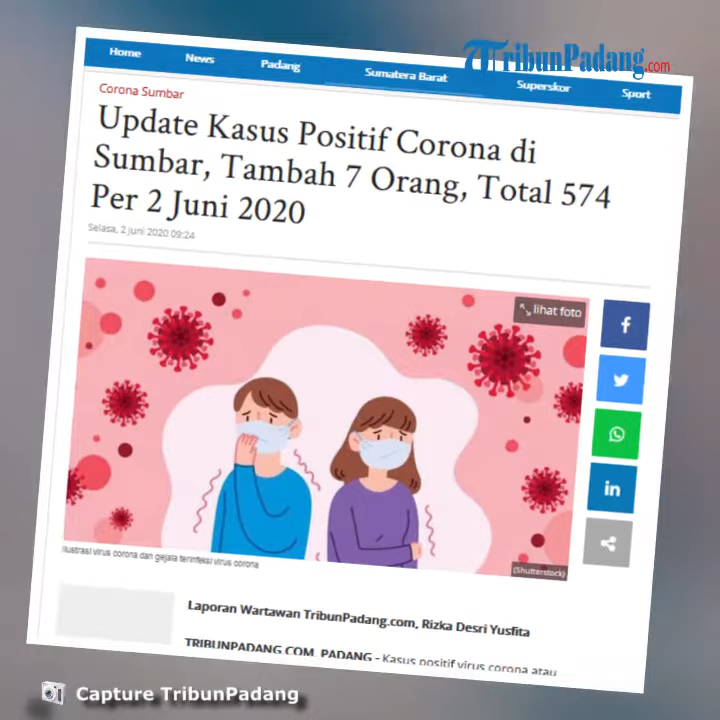 TribunPadang.com
Home News Padang Sumatera Barat Superskor Sport
Corona Sumbar
Update Kasus Positif Corona di
Sumbar, Tambah 7 Orang, Total 574
Per 2 Juni 2020
Selasa, 2 Juni 2020 09:24
lihat foto
(Shutterstock)
Ilustrasi virus corona dan gejala terinfeksi virus corona
Laporan Wartawan TribunPadang.com, Rizka Desri Yusfita
TRIBUNPADANG.COM, PADANG - Kasus positif virus corona atau
Capture TribunPadang